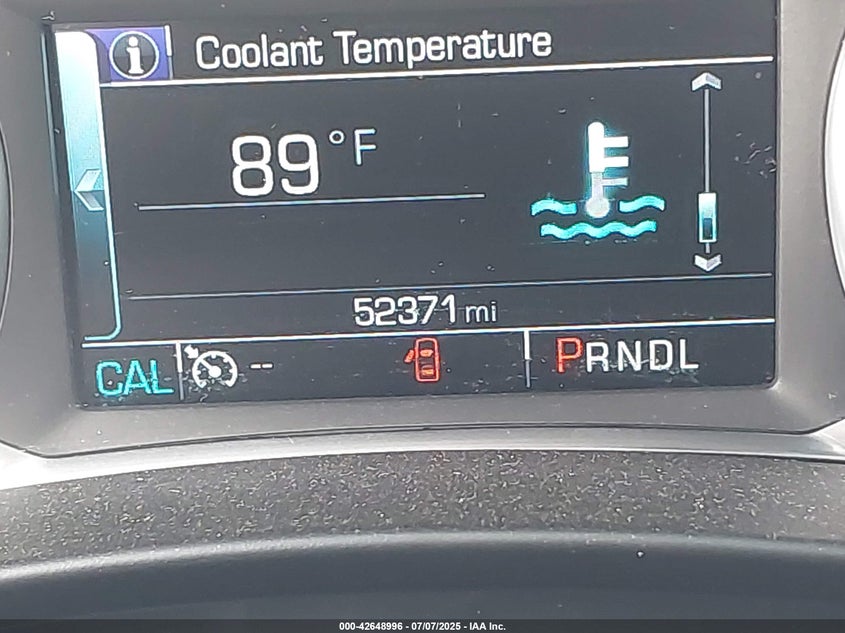 i Coolant Temperature
89 °F
52371 mi
CAL -- PRNDL
000-42648996 - 07/07/2025 - IAA Inc.